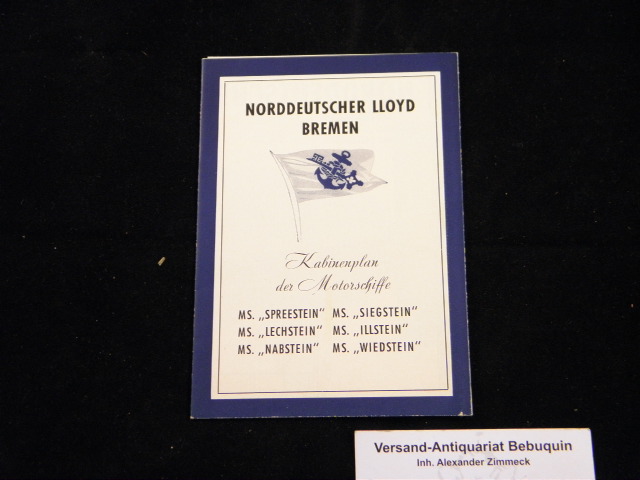 NORDDEUTSCHER LLOYD
BREMEN
Kabinenplan
der Motorschiffe
MS. „SPREESTEIN" MS. „SIEGSTEIN"
MS. „LECHSTEIN" MS. „ILLSTEIN"
MS. „NABSTEIN" MS. „WIEDSTEIN"
Versand-Antiquariat Bebuquin
Inh. Alexander Zimmeck